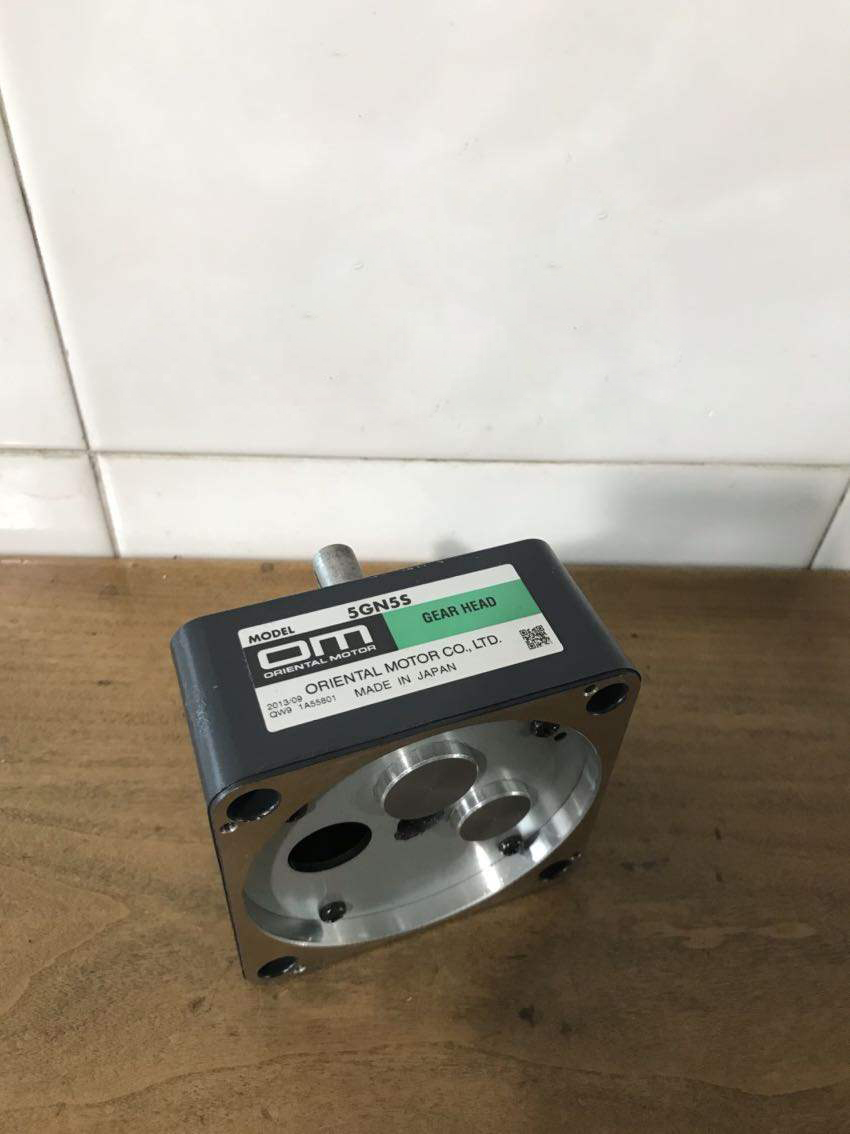 MODEL 5GN5S
OM
ORIENTAL MOTOR
GEAR HEAD
ORIENTAL MOTOR CO., LTD.
2013/09 MADE IN JAPAN
QW9 1A55801